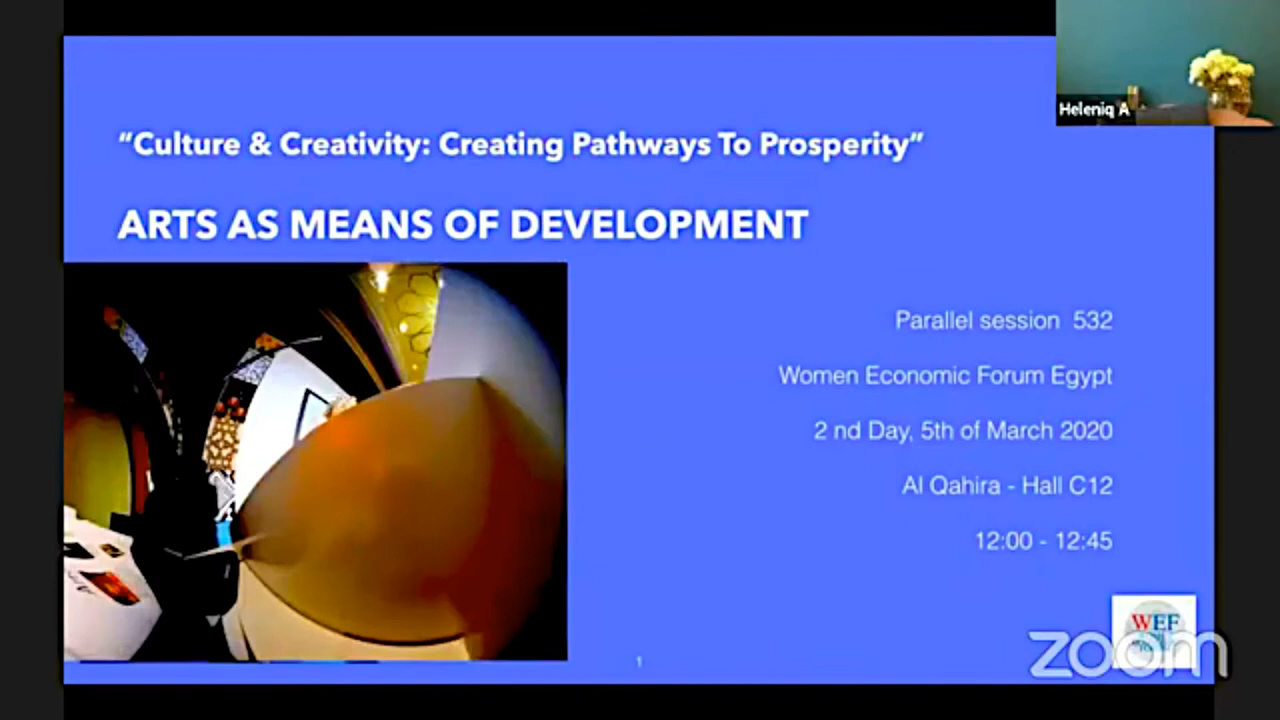 Heleniq A
“Culture & Creativity: Creating Pathways To Prosperity”
ARTS AS MEANS OF DEVELOPMENT
Parallel session 532
Women Economic Forum Egypt
2 nd Day, 5th of March 2020
Al Qahira - Hall C12
12:00 - 12:45
WEF
zoom
1